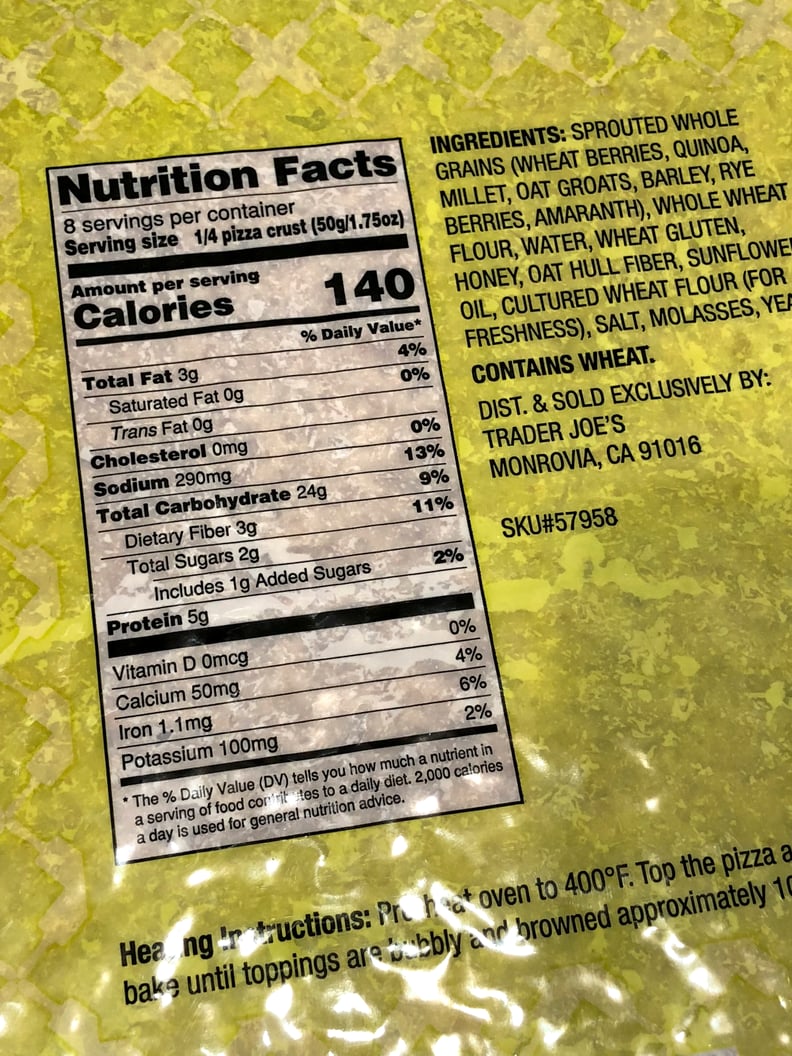 Nutrition Facts
8 servings per container
Serving size 1/4 pizza crust (50g/1.75oz)
Amount per serving
Calories 140
% Daily Value*
Total Fat 3g 4%
Saturated Fat 0g 0%
Trans Fat 0g
Cholesterol 0mg 0%
Sodium 290mg 13%
Total Carbohydrate 24g 9%
Dietary Fiber 3g 11%
Total Sugars 2g
Includes 1g Added Sugars 2%
Protein 5g
Vitamin D 0mcg 0%
Calcium 50mg 4%
Iron 1.1mg 6%
Potassium 100mg 2%
* The % Daily Value (DV) tells you how much a nutrient in
a serving of food contributes to a daily diet. 2,000 calories
a day is used for general nutrition advice.
INGREDIENTS: SPROUTED WHOLE
GRAINS (WHEAT BERRIES, QUINOA,
MILLET, OAT GROATS, BARLEY, RYE
BERRIES, AMARANTH), WHOLE WHEAT
FLOUR, WATER, WHEAT GLUTEN,
HONEY, OAT HULL FIBER, SUNFLOWE
OIL, CULTURED WHEAT FLOUR (FOR
FRESHNESS), SALT, MOLASSES, YEA
CONTAINS WHEAT.
DIST. & SOLD EXCLUSIVELY BY:
TRADER JOE'S
MONROVIA, CA 91016
SKU#57958
Heating Instructions: Preheat oven to 400°F. Top the pizza a
bake until toppings are bubbly and browned approximately 10